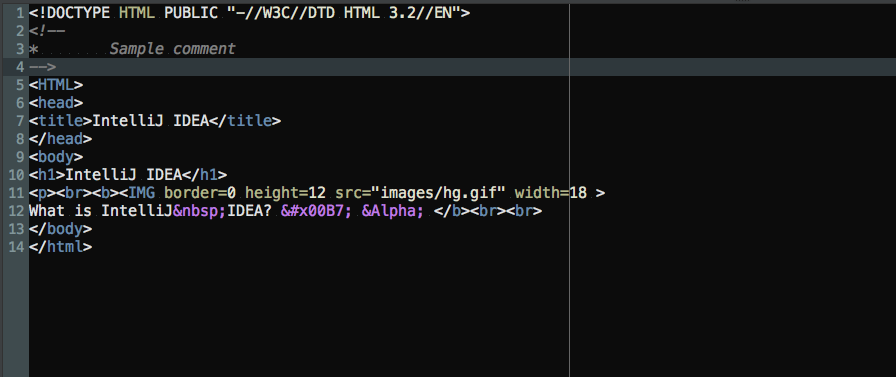 1 <!DOCTYPE HTML PUBLIC "-//W3C//DTD HTML 3.2//EN">
2 <!--
3 *        Sample comment
4 -->
5 <HTML>
6 <head>
7 <title>IntelliJ IDEA</title>
8 </head>
9 <body>
10 <h1>IntelliJ IDEA</h1>
11 <p><br><b><IMG border=0 height=12 src="images/hg.gif" width=18 >
12 What is IntelliJ&nbsp;IDEA? &#x00B7; &Alpha; </b><br><br>
13 </body>
14 </html>